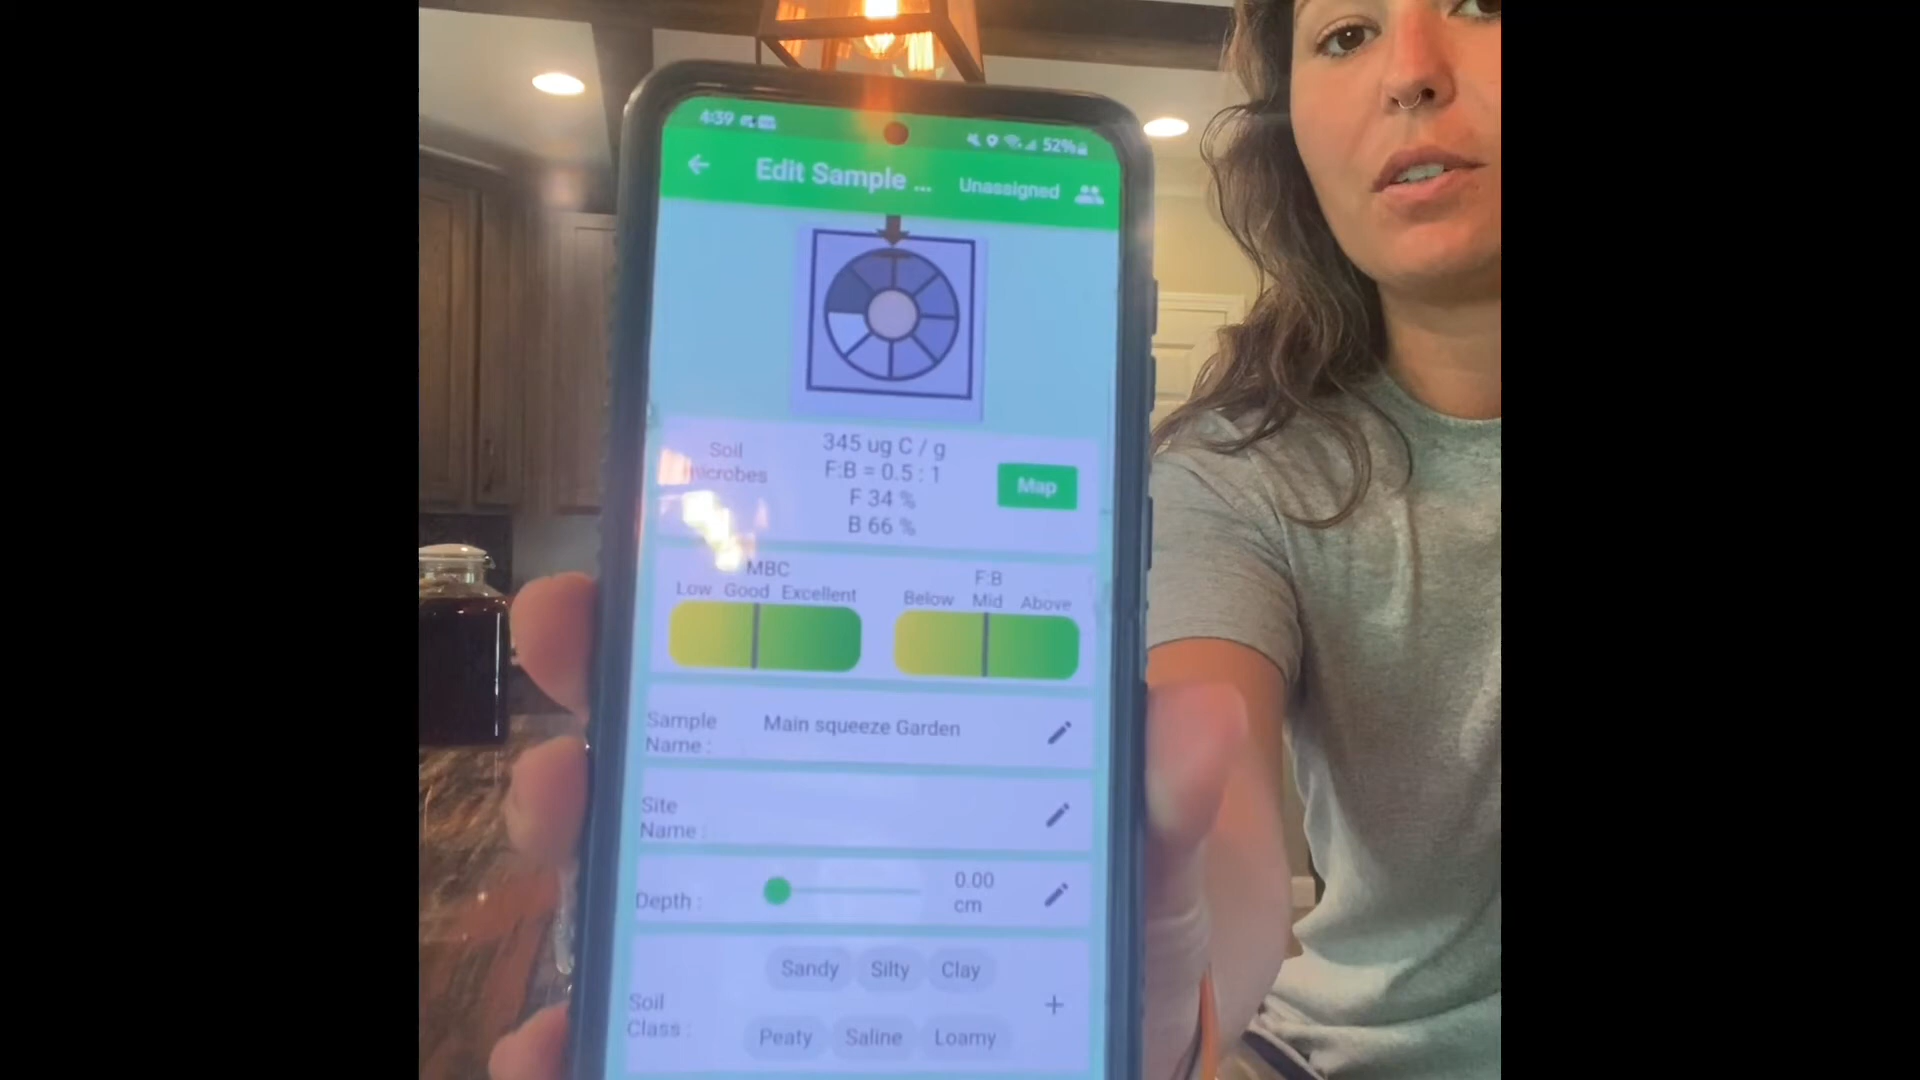 4:39
52%
Edit Sample ...
Unassigned
Soil
microbes
345 ug C / g
F:B = 0.5 : 1
F 34 %
B 66 %
Map
MBC
Low Good Excellent
F:B
Below Mid Above
Sample
Name :
Main squeeze Garden
Site
Name :
Depth :
0.00
cm
Soil
Class :
Sandy Silty Clay
+
Peaty Saline Loamy